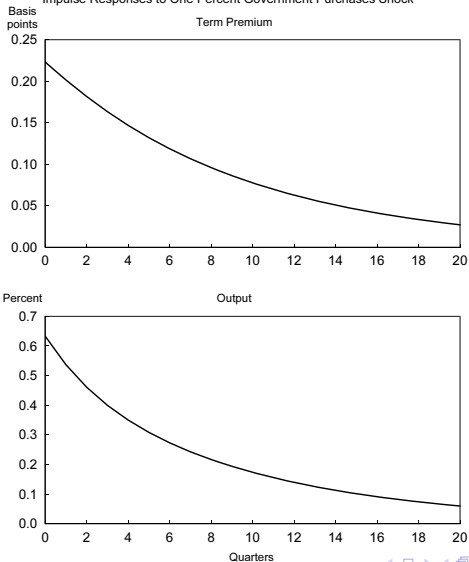 Impulse Responses to One Percent Government Purchases Shock
Basis
points
Term Premium
0.25
0.20
0.15
0.10
0.05
0.00
0 2 4 6 8 10 12 14 16 18 20
Percent
Output
0.7
0.6
0.5
0.4
0.3
0.2
0.1
0.0
0 2 4 6 8 10 12 14 16 18 20
Quarters